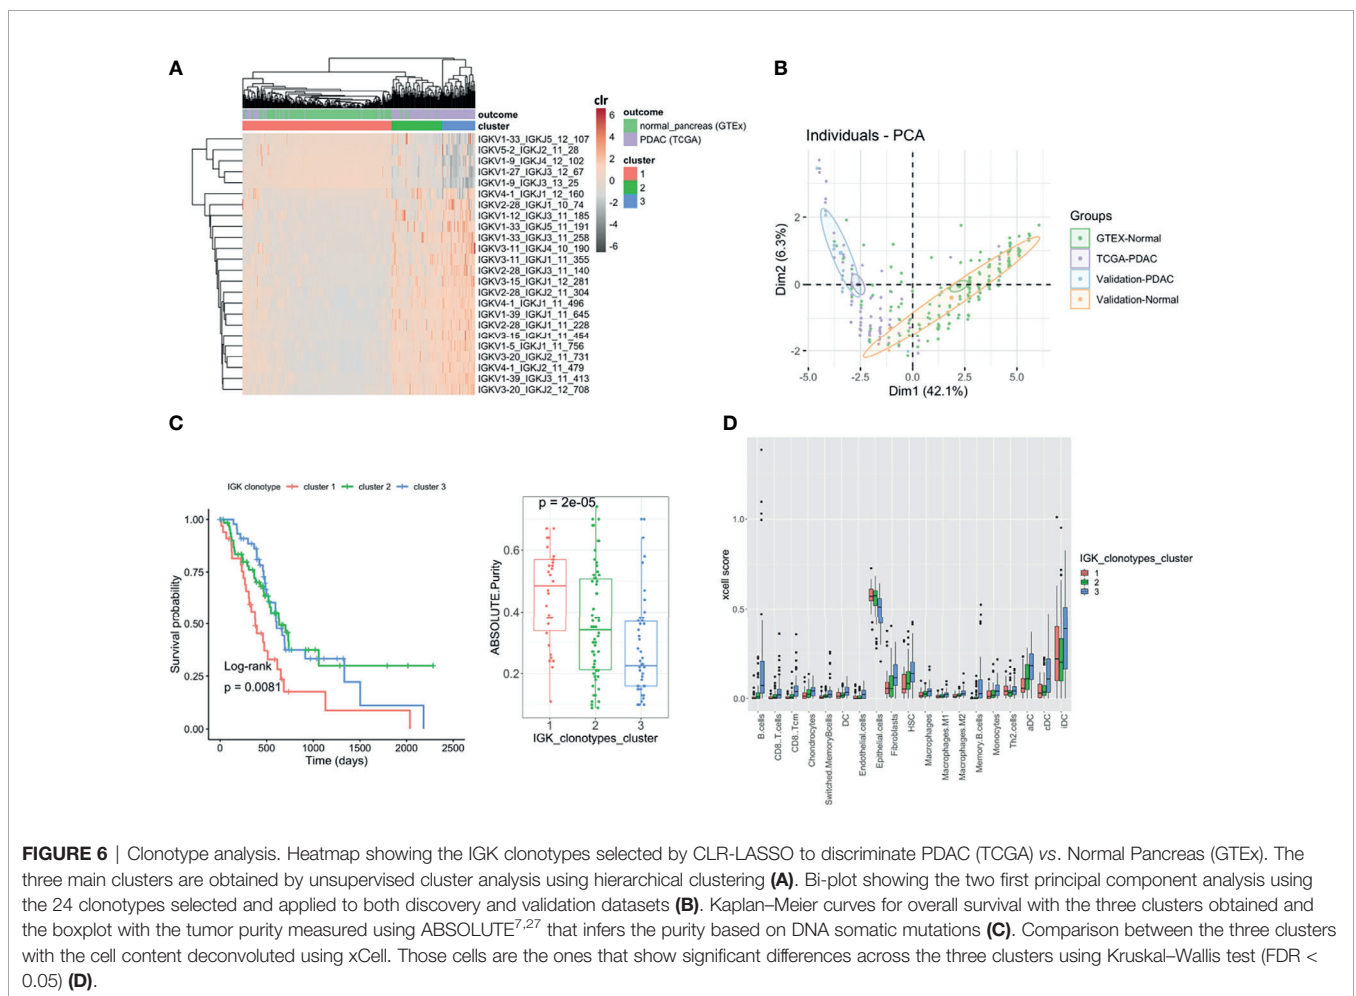 A
clr
6
4
2
0
-2
-4
-6
outcome
cluster
outcome
normal_pancreas (GTEx)
PDAC (TCGA)
cluster
1
2
3
IGKV1-33_IGKJ5_12_107
IGKV5-2_IGKJ2_11_28
IGKV1-9_IGKJ4_12_102
IGKV1-27_IGKJ3_12_67
IGKV1-9_IGKJ3_13_25
IGKV4-1_IGKJ1_12_160
IGKV2-28_IGKJ1_10_74
IGKV1-12_IGKJ3_11_185
IGKV1-33_IGKJ5_11_191
IGKV1-33_IGKJ3_11_258
IGKV3-11_IGKJ4_10_190
IGKV3-11_IGKJ1_11_355
IGKV2-28_IGKJ3_11_140
IGKV3-15_IGKJ1_12_281
IGKV2-28_IGKJ2_11_304
IGKV4-1_IGKJ1_11_496
IGKV1-39_IGKJ1_11_645
IGKV2-28_IGKJ1_11_228
IGKV3-15_IGKJ1_11_454
IGKV1-5_IGKJ1_11_756
IGKV3-20_IGKJ2_11_731
IGKV4-1_IGKJ2_11_479
IGKV1-39_IGKJ3_11_413
IGKV3-20_IGKJ2_12_708
B
Individuals - PCA
Dim2 (6.3%)
2
0
-2
-5.0
-2.5
0.0
2.5
5.0
Dim1 (42.1%)
Groups
GTEX-Normal
TCGA-PDAC
Validation-PDAC
Validation-Normal
C
IGK clonotype
cluster 1
cluster 2
cluster 3
Survival probability
1.00
0.75
0.50
0.25
0.00
Log-rank
p = 0.0081
0
500
1000
1500
2000
2500
Time (days)
p = 2e-05
ABSOLUTE.Purity
0.6
0.4
0.2
1
2
3
IGK_clonotypes_cluster
D
xcell score
1.0
0.5
0.0
B.cells
CD8..T.cells
CD8..Tcm
Chondrocytes
Switched.MemoryBcells
DC
Endothelial.cells
Epithelial.cells
Fibroblasts
HSC
Macrophages
Macrophages.M1
Macrophages.M2
Memory.B.cells
Monocytes
Th2.cells
aDC
cDC
iDC
IGK_clonotypes_cluster
1
2
3
FIGURE 6 | Clonotype analysis. Heatmap showing the IGK clonotypes selected by CLR-LASSO to discriminate PDAC (TCGA) vs. Normal Pancreas (GTEx). The
three main clusters are obtained by unsupervised cluster analysis using hierarchical clustering (A). Bi-plot showing the two first principal component analysis using
the 24 clonotypes selected and applied to both discovery and validation datasets (B). Kaplan–Meier curves for overall survival with the three clusters obtained and
the boxplot with the tumor purity measured using ABSOLUTE7,27 that infers the purity based on DNA somatic mutations (C). Comparison between the three clusters
with the cell content deconvoluted using xCell. Those cells are the ones that show significant differences across the three clusters using Kruskal–Wallis test (FDR <
0.05) (D).